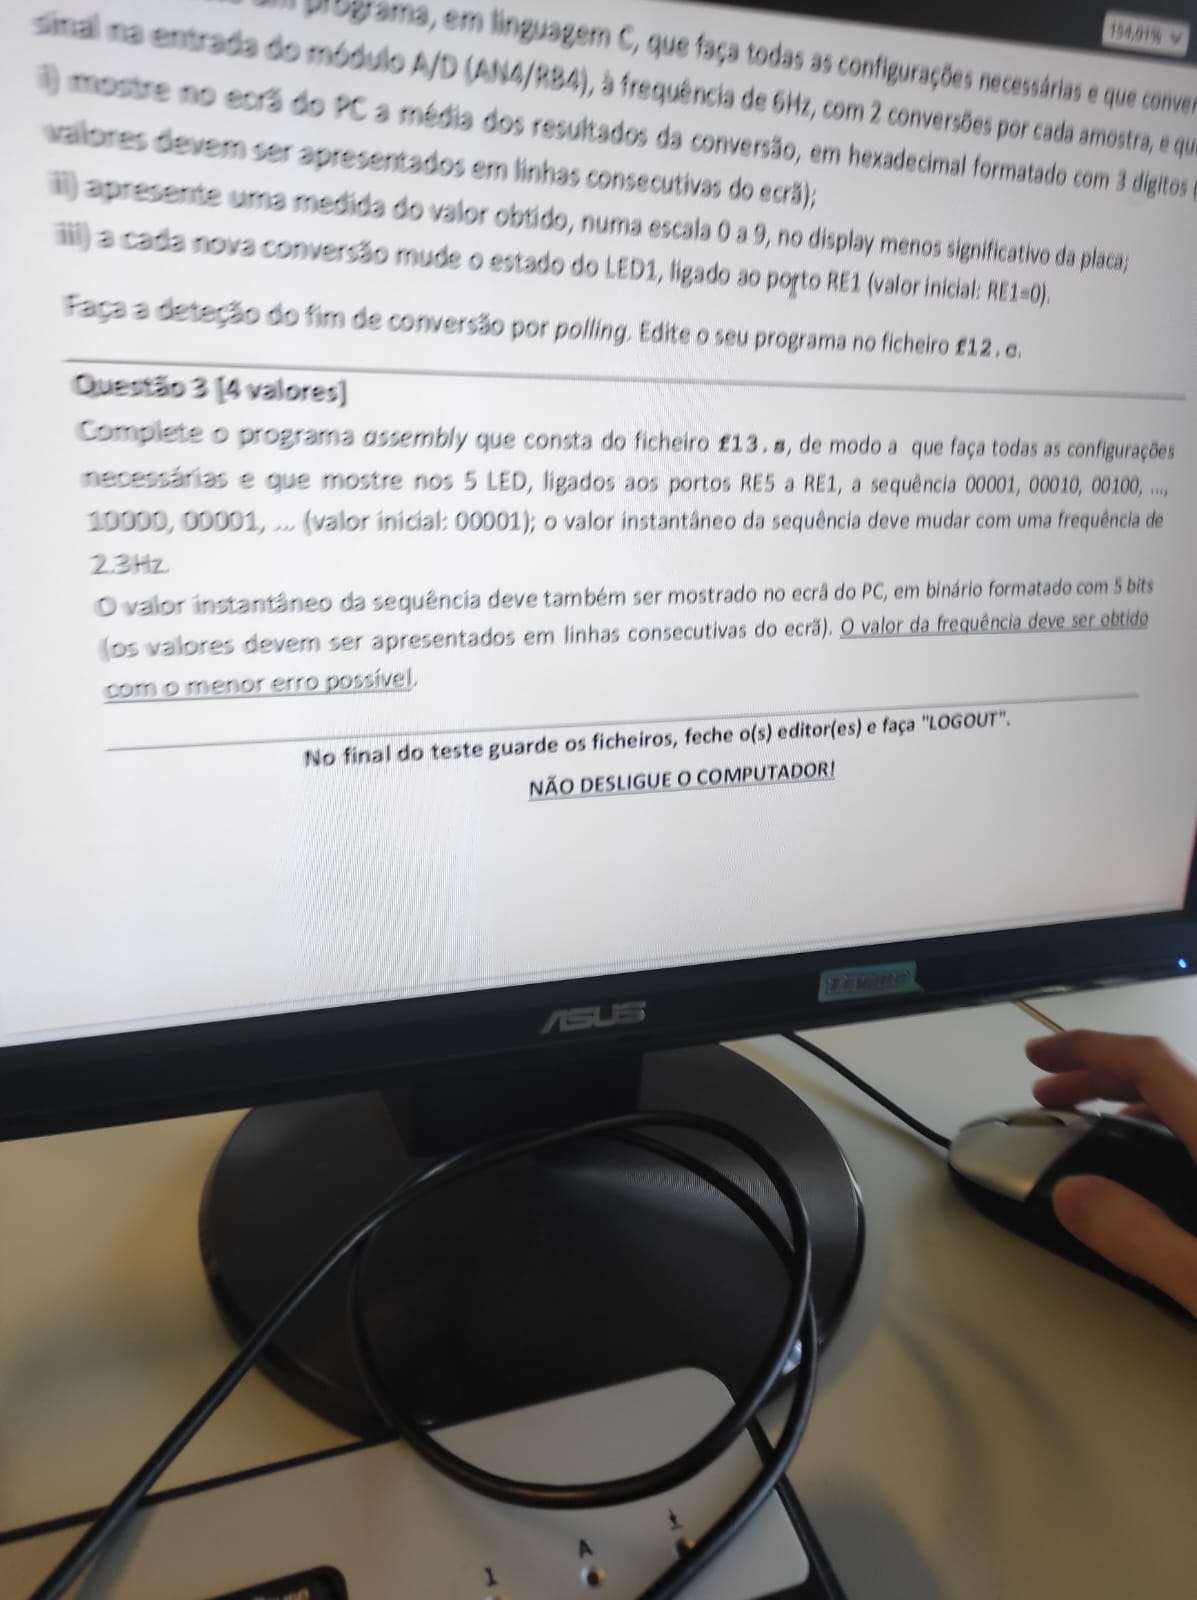 194,01%
programa, em linguagem C, que faça todas as configurações necessárias e que
sinal na entrada do módulo A/D (AN4/RB4), à frequência de 6Hz, com 2 conversões por cada amostra, e
i) mostre no ecrã do PC a média dos resultados da conversão, em hexadecimal formatado com 3 dígitos (
valores devem ser apresentados em linhas consecutivas do ecrã);
ii) apresente uma medida do valor obtido, numa escala 0 a 9, no display menos significativo da placa;
iii) a cada nova conversão mude o estado do LED1, ligado ao porto RE1 (valor inicial: RE1=0).
Faça a deteção do fim de conversão por polling. Edite o seu programa no ficheiro f12.c.
Questão 3 [4 valores]
Complete o programa assembly que consta do ficheiro f13.s, de modo a que faça todas as configurações
necessárias e que mostre nos 5 LED, ligados aos portos RE5 a RE1, a sequência 00001, 00010, 00100, ...,
10000, 00001, ... (valor inicial: 00001); o valor instantâneo da sequência deve mudar com uma frequência de
2.3Hz.
O valor instantâneo da sequência deve também ser mostrado no ecrã do PC, em binário formatado com 5 bits
(os valores devem ser apresentados em linhas consecutivas do ecrã). O valor da frequência deve ser obtido
com o menor erro possível.
No final do teste guarde os ficheiros, feche o(s) editor(es) e faça "LOGOUT".
NÃO DESLIGUE O COMPUTADOR!
ASUS
A
1